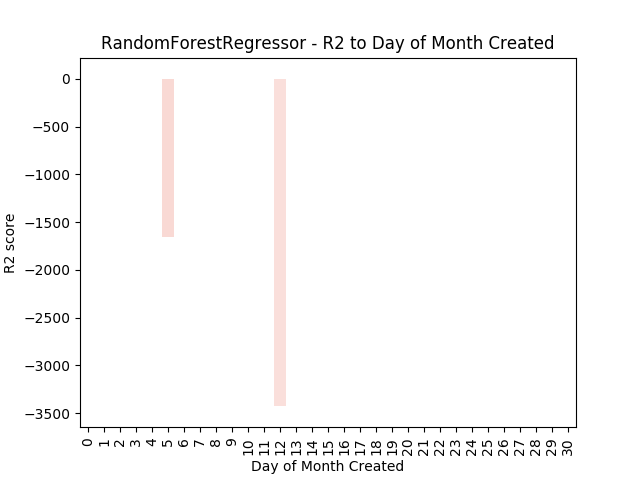 RandomForestRegressor - R2 to Day of Month Created
R2 score
0
−500
−1000
−1500
−2000
−2500
−3000
−3500
0 1 2 3 4 5 6 7 8 9 10 11 12 13 14 15 16 17 18 19 20 21 22 23 24 25 26 27 28 29 30
Day of Month Created